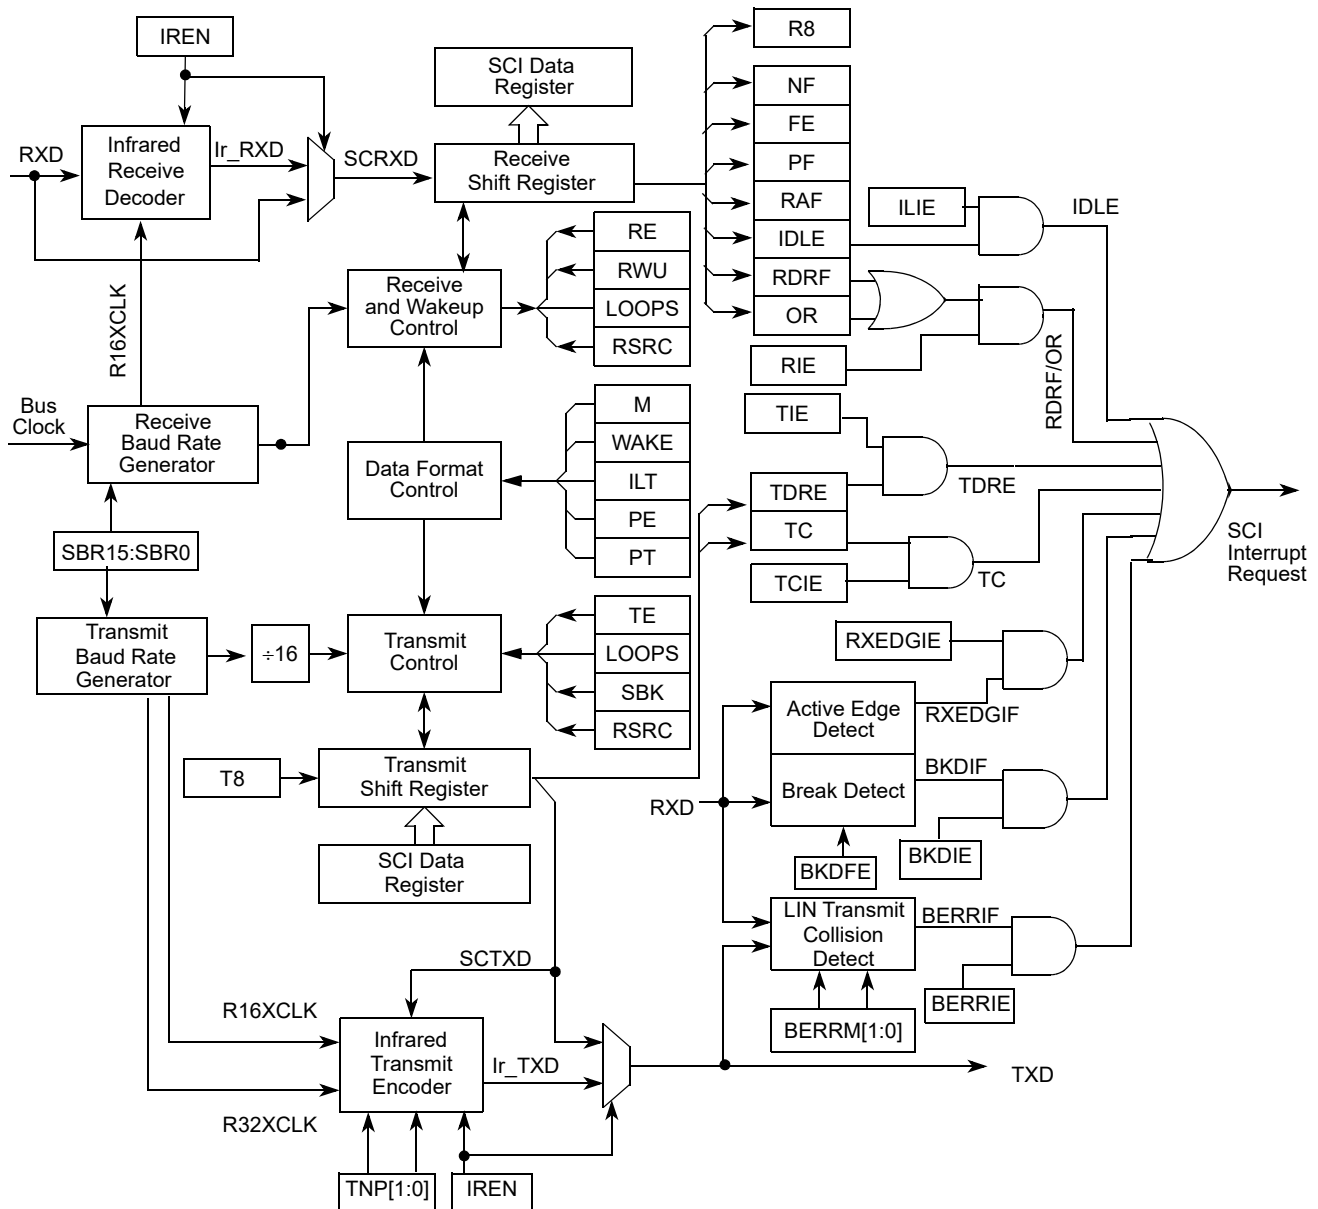 IREN
R8
SCI Data
Register
NF
FE
PF
RAF
IDLE
RDRF
OR
RXD
Infrared
Receive
Decoder
Ir_RXD
SCRXD
Receive
Shift Register
ILIE
IDLE
RE
RWU
LOOPS
RSRC
Receive
and Wakeup
Control
R16XCLK
RIE
RDRF/OR
Bus
Clock
Receive
Baud Rate
Generator
M
WAKE
ILT
PE
PT
Data Format
Control
TIE
TDRE
TC
TDRE
TCIE
TC
SCI
Interrupt
Request
SBR15:SBR0
Transmit
Baud Rate
Generator
÷16
Transmit
Control
TE
LOOPS
SBK
RSRC
RXEDGIE
Active Edge
Detect
RXEDGIF
Break Detect
BKDIF
RXD
BKDIE
BKDFE
T8
Transmit
Shift Register
SCI Data
Register
LIN Transmit
Collision
Detect
BERRIF
BERRIE
BERRM[1:0]
SCTXD
R16XCLK
Infrared
Transmit
Encoder
Ir_TXD
TXD
R32XCLK
TNP[1:0]
IREN